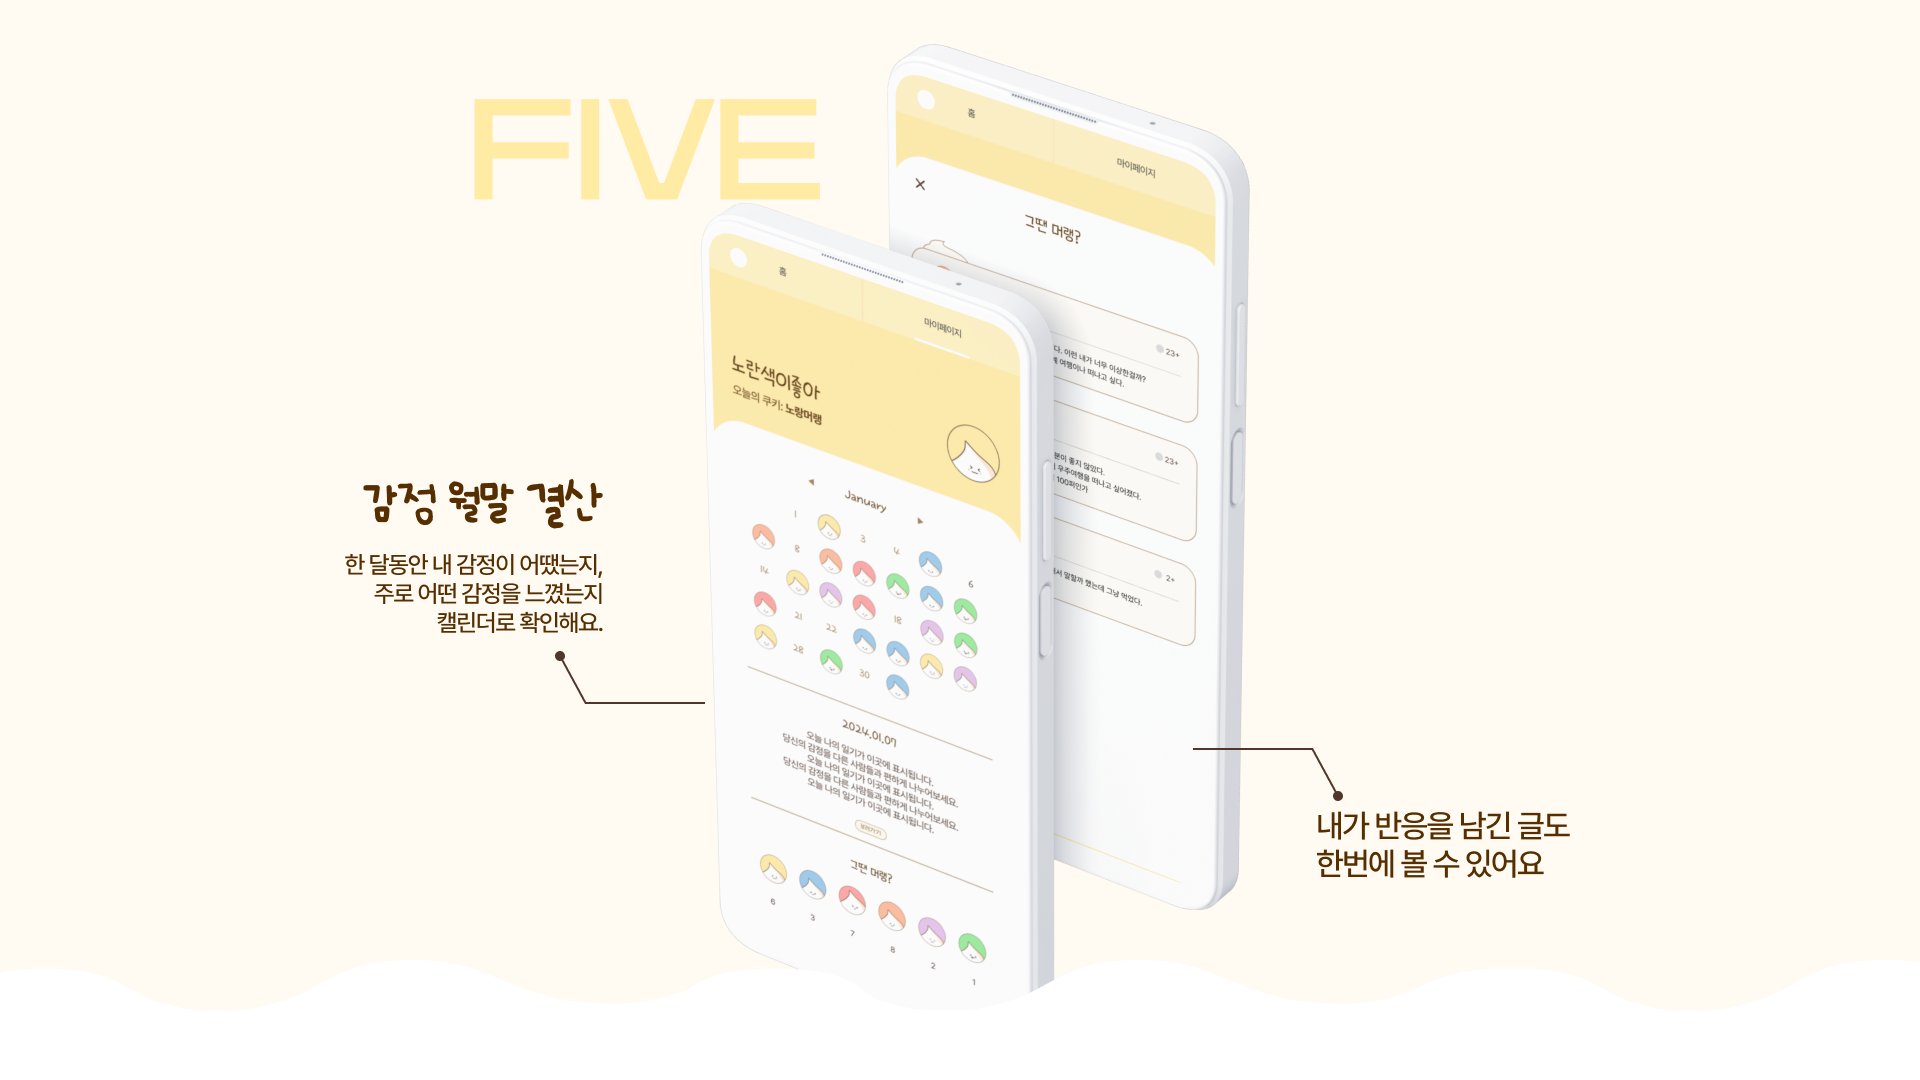 FIVE
감정 월말 결산
한 달동안 내 감정이 어땠는지,
주로 어떤 감정을 느꼈는지
캘린더로 확인해요.
홈
마이페이지
노란색이좋아
오늘의 쿠키: 노랑머랭
January
1
3
4
6
8
14
18
21
22
28
30
2024.01.07
오늘 나의 일기가 이곳에 표시됩니다.
당신의 감정을 다른 사람들과 편하게 나누어보세요.
오늘 나의 일기가 이곳에 표시됩니다.
당신의 감정을 다른 사람들과 편하게 나누어보세요.
오늘 나의 일기가 이곳에 표시됩니다.
보러가기
그땐 머랭?
6
3
7
8
2
1
홈
마이페이지
그땐 머랭?
23+
다. 이런 내가 너무 이상한걸까?
여행이나 떠나고 싶다.
23+
분이 좋지 않았다.
우주여행을 떠나고 싶어졌다.
100퍼인가
2+
서 말할까 했는데 그냥 먹었다.
내가 반응을 남긴 글도
한번에 볼 수 있어요